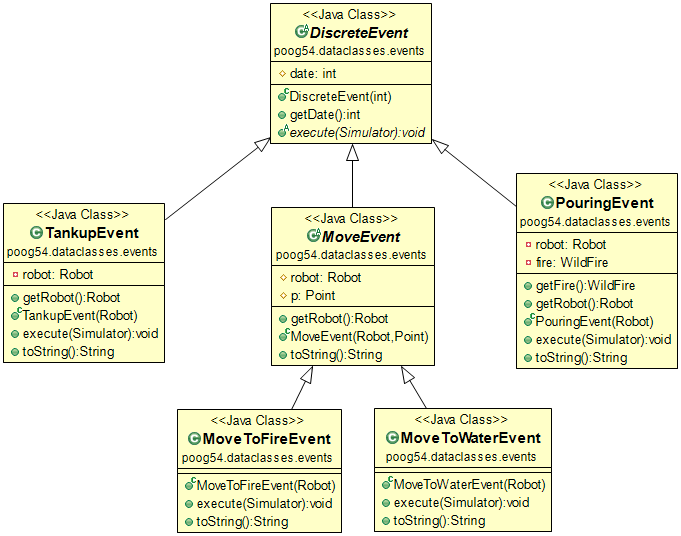 <<Java Class>>
DiscreteEvent
poog54.dataclasses.events
date: int
DiscreteEvent(int)
getDate():int
execute(Simulator):void
<<Java Class>>
TankupEvent
poog54.dataclasses.events
robot: Robot
getRobot():Robot
TankupEvent(Robot)
execute(Simulator):void
toString():String
<<Java Class>>
MoveEvent
poog54.dataclasses.events
robot: Robot
p: Point
getRobot():Robot
MoveEvent(Robot,Point)
toString():String
<<Java Class>>
PouringEvent
poog54.dataclasses.events
robot: Robot
fire: WildFire
getFire():WildFire
getRobot():Robot
PouringEvent(Robot)
execute(Simulator):void
toString():String
<<Java Class>>
MoveToFireEvent
poog54.dataclasses.events
MoveToFireEvent(Robot)
execute(Simulator):void
toString():String
<<Java Class>>
MoveToWaterEvent
poog54.dataclasses.events
MoveToWaterEvent(Robot)
execute(Simulator):void
toString():String